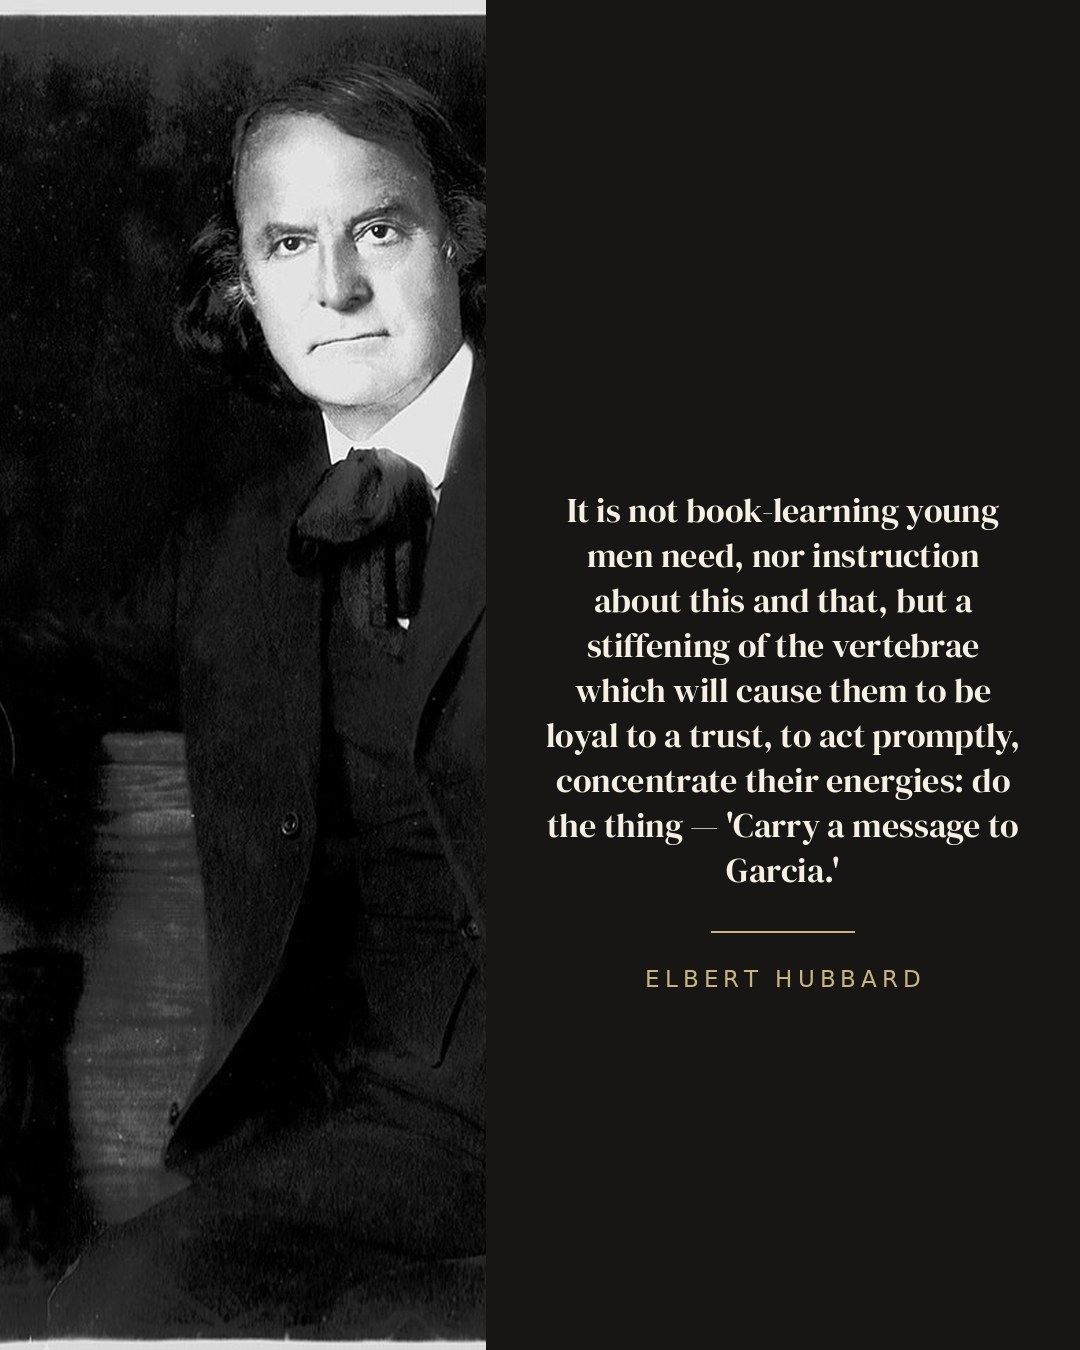 It is not book-learning young
men need, nor instruction
about this and that, but a
stiffening of the vertebrae
which will cause them to be
loyal to a trust, to act promptly,
concentrate their energies: do
the thing — 'Carry a message to
Garcia.'
ELBERT HUBBARD